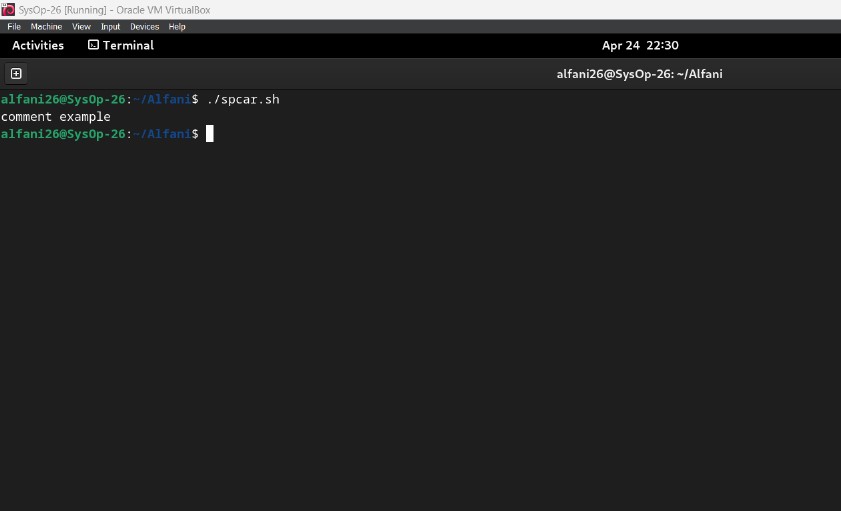 SysOp-26 [Running] - Oracle VM VirtualBox
File Machine View Input Devices Help
Activities Terminal Apr 24 22:30
alfani26@SysOp-26: ~/Alfani
alfani26@SysOp-26:~/Alfani$ ./spcar.sh
comment example
alfani26@SysOp-26:~/Alfani$